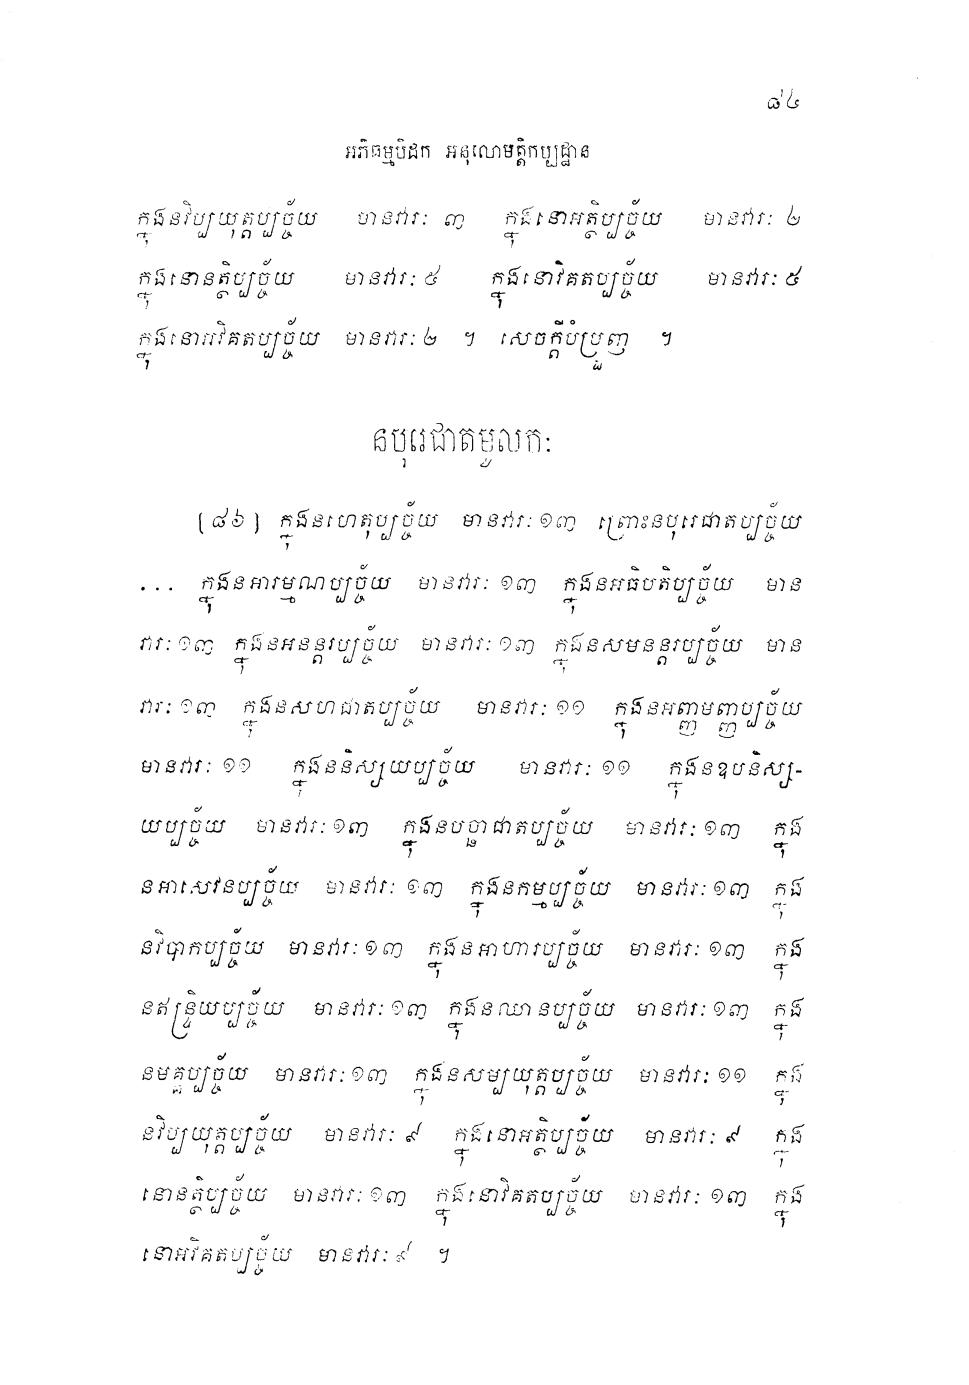 ៨៤
អភិធម្មបិដក អនុលោមត្តិកប្បដ្ឋាន
ក្នុងនវិប្បយុត្តប្បច្ច័យ មានវារៈ ៣ ក្នុងនោអត្ថិប្បច្ច័យ មានវារៈ ២
ក្នុងនោនត្ថិប្បច្ច័យ មានវារៈ ៥ ក្នុងនោវិគតប្បច្ច័យ មានវារៈ ៥
ក្នុងនោអវិគតប្បច្ច័យ មានវារៈ ២ ។ សេចក្ដីបំប្រួញ ។
នបុរេជាតមូលកៈ
[៨៦] ក្នុងនហេតុប្បច្ច័យ មានវារៈ ១៣ ព្រោះនបុរេជាតប្បច្ច័យ
... ក្នុងនអារម្មណប្បច្ច័យ មានវារៈ ១៣ ក្នុងនអធិបតិប្បច្ច័យ មាន
វារៈ ១៣ ក្នុងនអនន្តរប្បច្ច័យ មានវារៈ ១៣ ក្នុងនសមនន្តរប្បច្ច័យ មាន
វារៈ ១៣ ក្នុងនសហជាតប្បច្ច័យ មានវារៈ ១១ ក្នុងនអញ្ញមញ្ញប្បច្ច័យ
មានវារៈ ១១ ក្នុងននិស្សយប្បច្ច័យ មានវារៈ ១១ ក្នុងនឧបនិស្ស-
យប្បច្ច័យ មានវារៈ ១៣ ក្នុងនបច្ឆាជាតប្បច្ច័យ មានវារៈ ១៣ ក្នុង
នអាសេវនប្បច្ច័យ មានវារៈ ១៣ ក្នុងនកម្មប្បច្ច័យ មានវារៈ ១៣ ក្នុង
នវិបាកប្បច្ច័យ មានវារៈ ១៣ ក្នុងនអាហារប្បច្ច័យ មានវារៈ ១៣ ក្នុង
នឥន្ទ្រិយប្បច្ច័យ មានវារៈ ១៣ ក្នុងនឈានប្បច្ច័យ មានវារៈ ១៣ ក្នុង
នមគ្គប្បច្ច័យ មានវារៈ ១៣ ក្នុងនសម្បយុត្តប្បច្ច័យ មានវារៈ ១១ ក្នុង
នវិប្បយុត្តប្បច្ច័យ មានវារៈ ៩ ក្នុងនោអត្ថិប្បច្ច័យ មានវារៈ ៩ ក្នុង
នោនត្ថិប្បច្ច័យ មានវារៈ ១៣ ក្នុងនោវិគតប្បច្ច័យ មានវារៈ ១៣ ក្នុង
នោអវិគតប្បច្ច័យ មានវារៈ ៩ ។